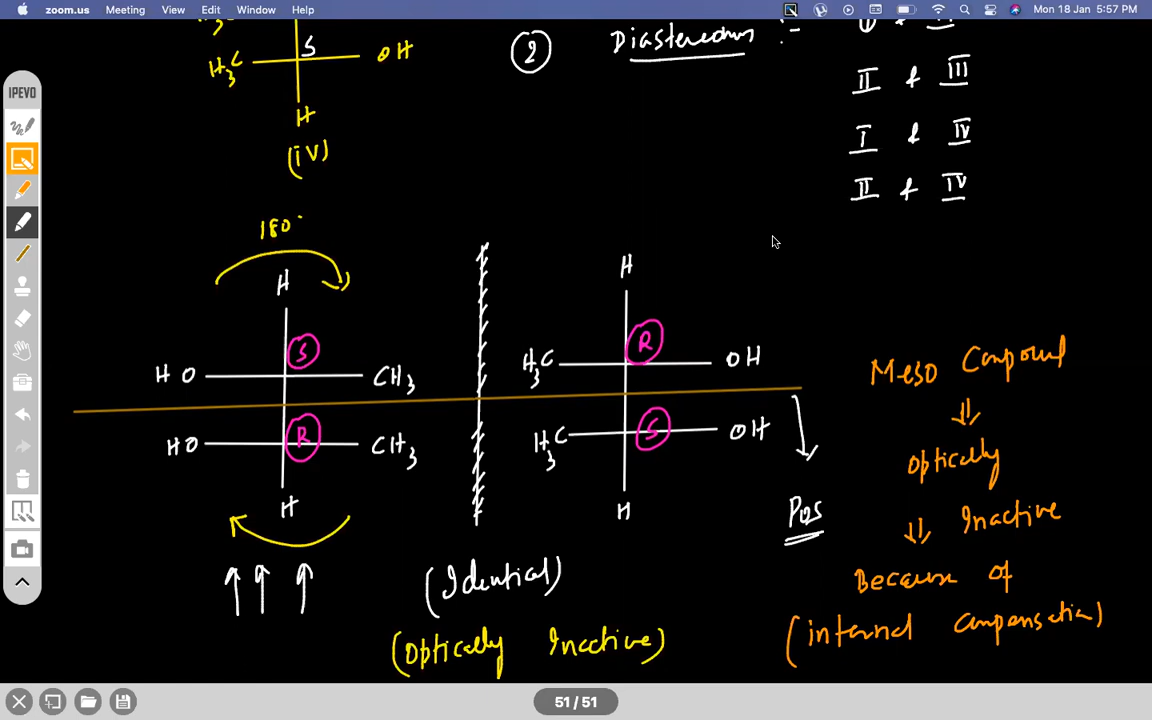 zoom.us Meeting View Edit Window Help Mon 18 Jan 5:57 PM
IPEVO
S
H3C OH
H
(iV)
② Diastereomers :-
II & III
I & IV
II & IV
180°
H
S
HO CH3
R
HO CH3
H
H
R
H3C OH
S
H3C OH
H
Pos
(Identical)
(Optically Inactive)
Meso Compound
⇓
Optically
⇓ Inactive
Because of
(internal compensation)
51 / 51